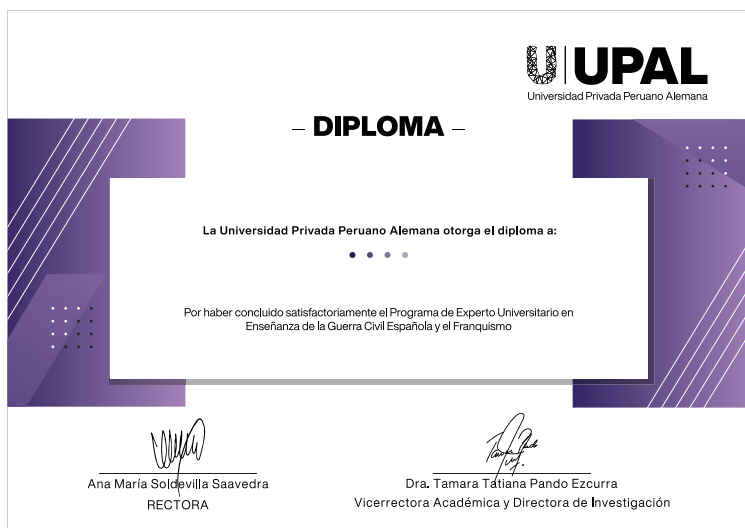 UPAL
Universidad Privada Peruano Alemana
– DIPLOMA –
La Universidad Privada Peruano Alemana otorga el diploma a:
Por haber concluido satisfactoriamente el Programa de Experto Universitario en
Enseñanza de la Guerra Civil Española y el Franquismo
Ana María Soldevilla Saavedra
RECTORA
Dra. Tamara Tatiana Pando Ezcurra
Vicerrectora Académica y Directora de Investigación